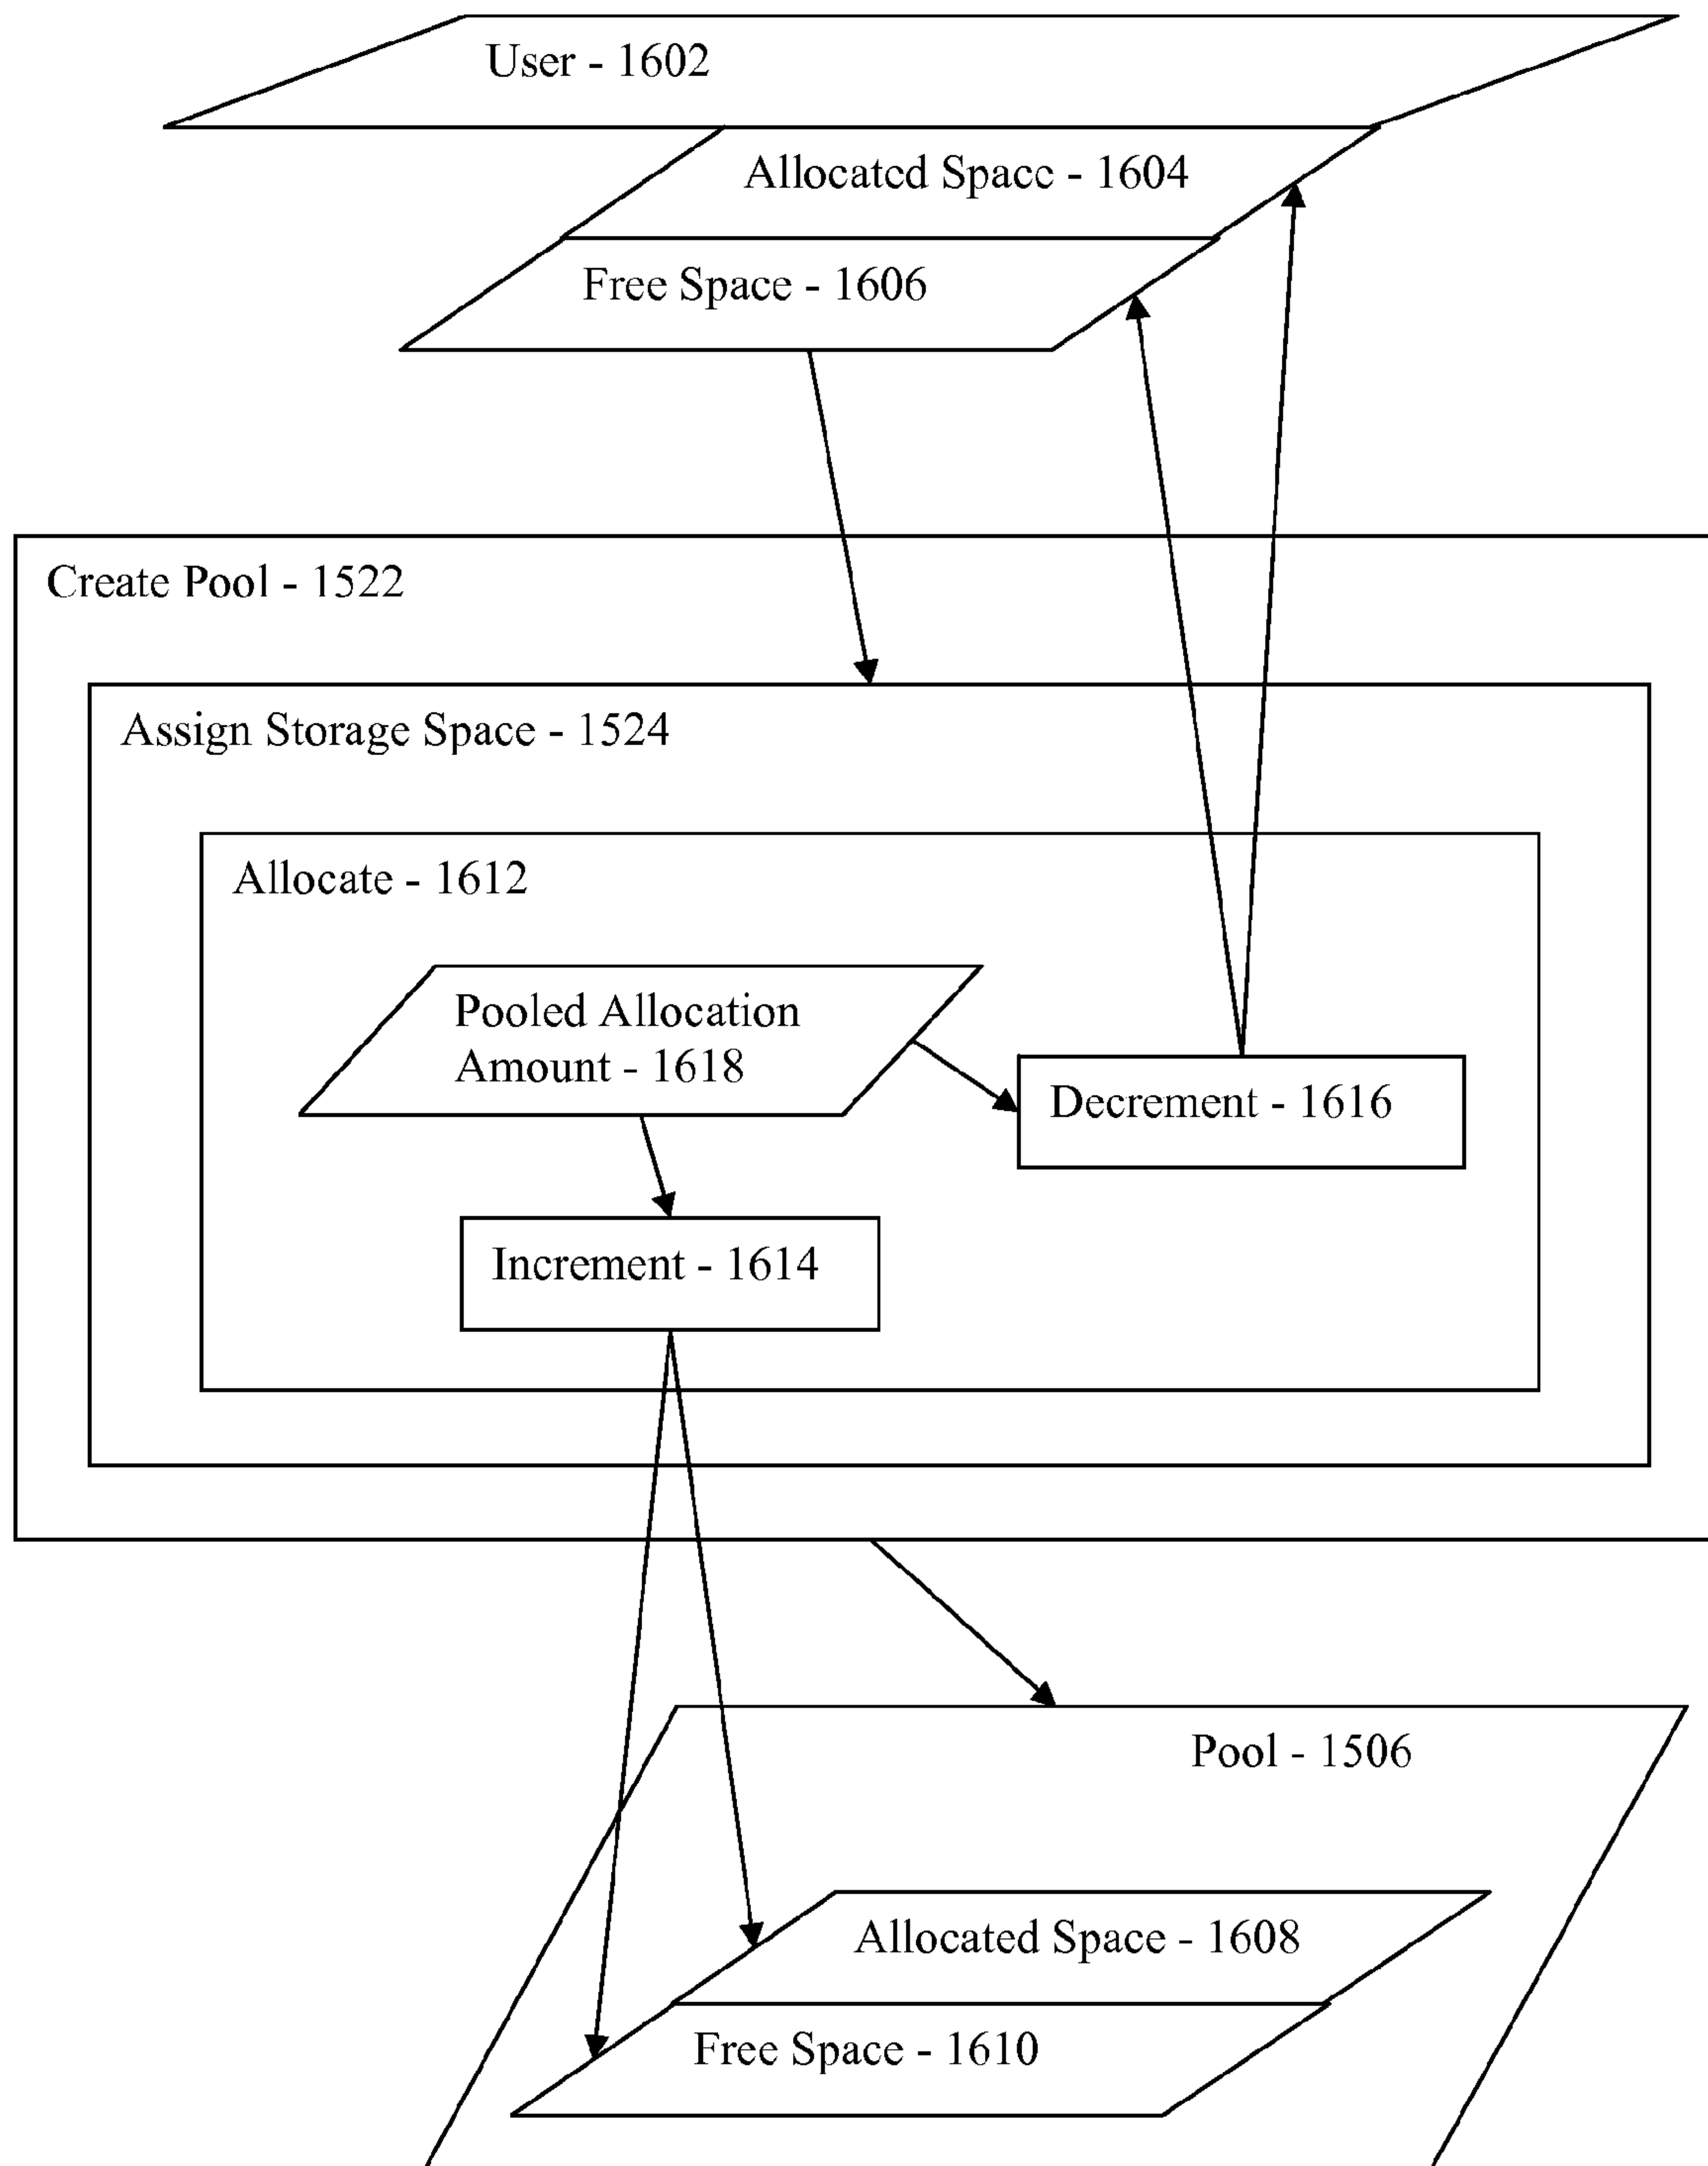 User - 1602
Allocated Space - 1604
Free Space - 1606
Create Pool - 1522
Assign Storage Space - 1524
Allocate - 1612
Pooled Allocation
Amount - 1618
Decrement - 1616
Increment - 1614
Pool - 1506
Allocated Space - 1608
Free Space - 1610